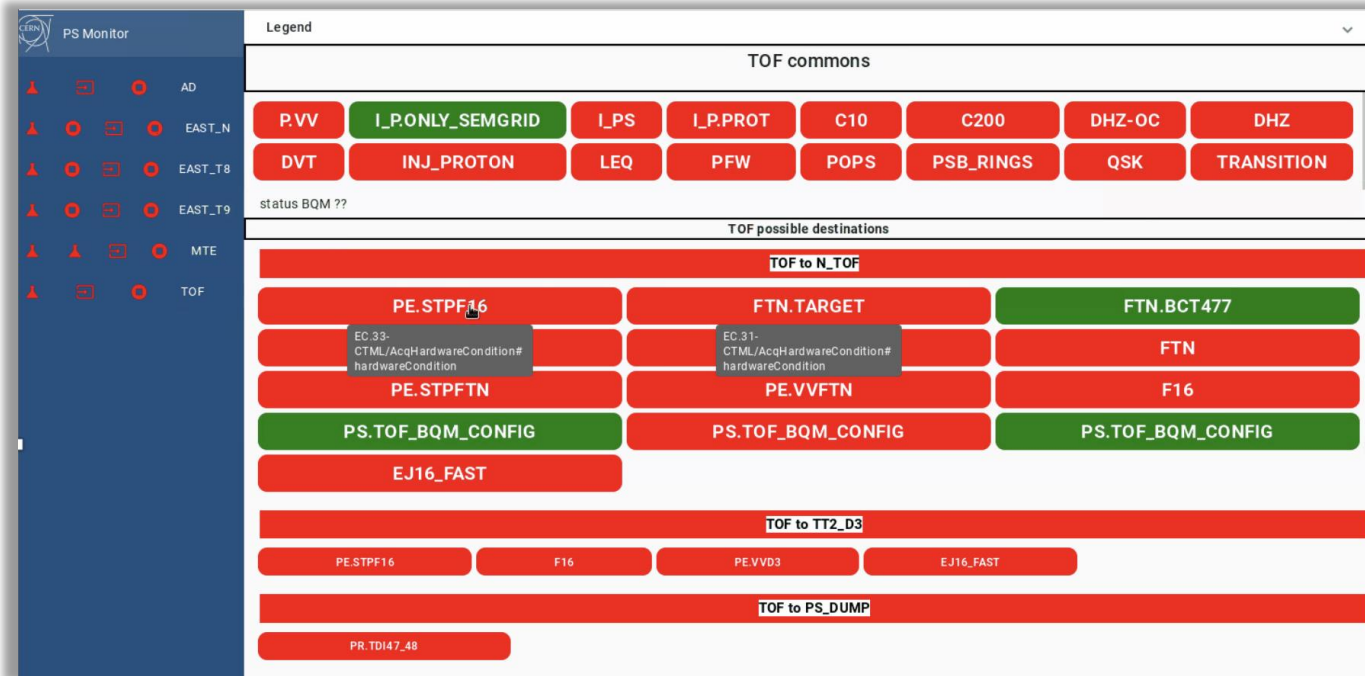 CERN
PS Monitor
Legend
TOF commons
AD
EAST_N
EAST_T8
EAST_T9
MTE
TOF
P.VV I_P.ONLY_SEMGRID I_PS I_P.PROT C10 C200 DHZ-OC DHZ
DVT INJ_PROTON LEQ PFW POPS PSB_RINGS QSK TRANSITION
status BQM ??
TOF possible destinations
TOF to N_TOF
PE.STPF16 FTN.TARGET FTN.BCT477
EC.33-
CTML/AcqHardwareCondition#
hardwareCondition
EC.31-
CTML/AcqHardwareCondition#
hardwareCondition
FTN
PE.STPFTN PE.VVFTN F16
PS.TOF_BQM_CONFIG PS.TOF_BQM_CONFIG PS.TOF_BQM_CONFIG
EJ16_FAST
TOF to TT2_D3
PE.STPF16 F16 PE.VVD3 EJ16_FAST
TOF to PS_DUMP
PR.TDI47_48